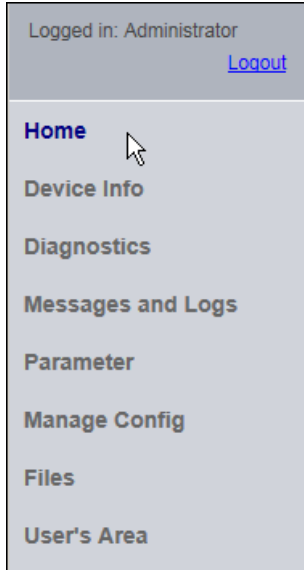 Logged in: Administrator
Logout
Home
Device Info
Diagnostics
Messages and Logs
Parameter
Manage Config
Files
User's Area